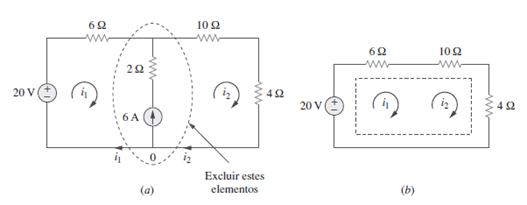 6 Ω
10 Ω
2 Ω
20 V
i1
i2
4 Ω
6 A
i1
0
i2
Excluir estes
elementos
(a)
6 Ω
10 Ω
20 V
i1
i2
4 Ω
(b)